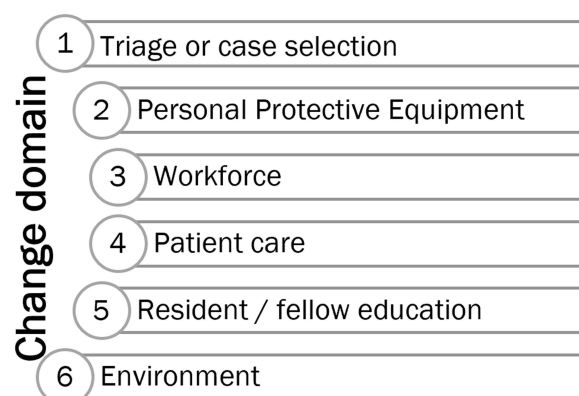 Change domain
1 Triage or case selection
2 Personal Protective Equipment
3 Workforce
4 Patient care
5 Resident / fellow education
6 Environment